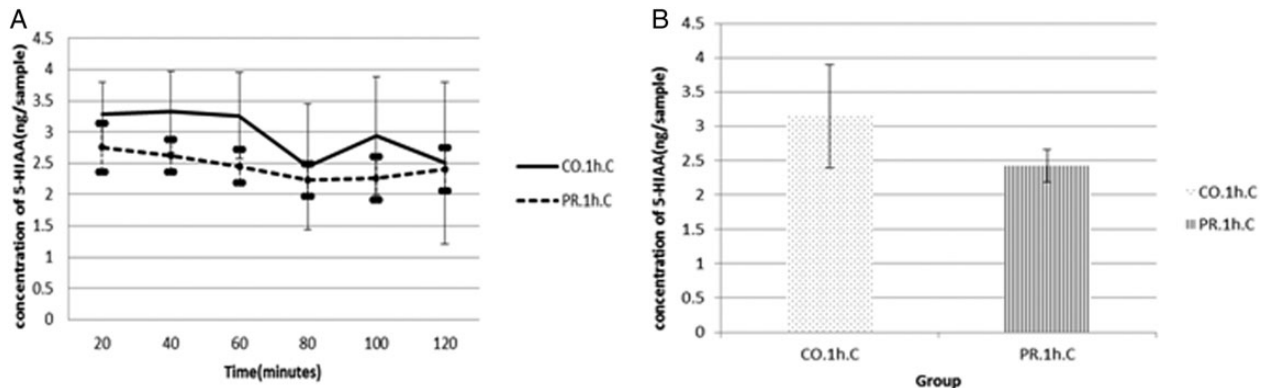 A
concentration of 5-HIAA(ng/sample)
4.5
4
3.5
3
2.5
2
1.5
1
0.5
0
20 40 60 80 100 120
Time(minutes)
CO.1h.C
PR.1h.C
B
concentration of 5-HIAA(ng/sample)
4.5
4
3.5
3
2.5
2
1.5
1
0.5
0
CO.1h.C PR.1h.C
Group
CO.1h.C
PR.1h.C